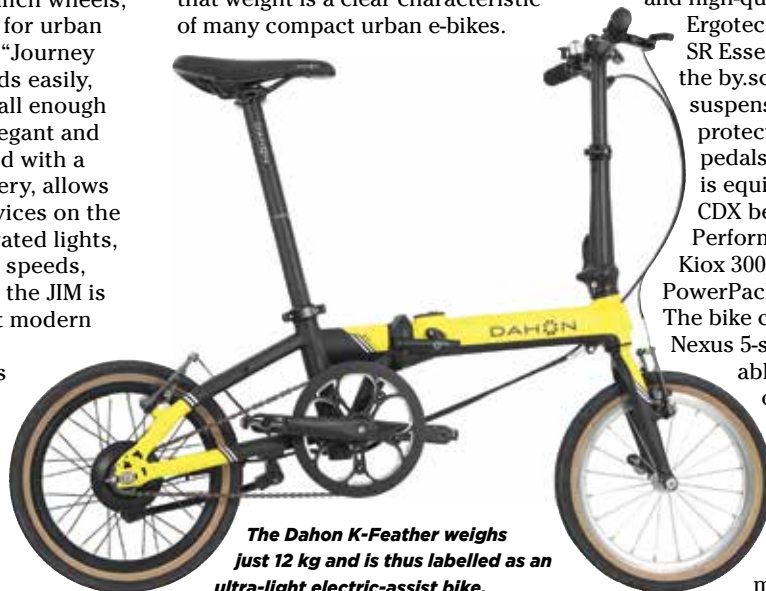 nch wheels,
for urban
“Journey
ds easily,
all enough
egant and
d with a
ery, allows
vices on the
ated lights,
speeds,
the JIM is
t modern
s
that weight is a clear characteristic
of many compact urban e-bikes.
DAHON
DAHON
The Dahon K-Feather weighs
just 12 kg and is thus labelled as an
ultra-light electric-assist bike.
and high-qu
Ergotec
SR Esse
the by.sc
suspens
protect
pedals
is equi
CDX be
Perform
Kiox 300
PowerPack
The bike c
Nexus 5-s
abl
m